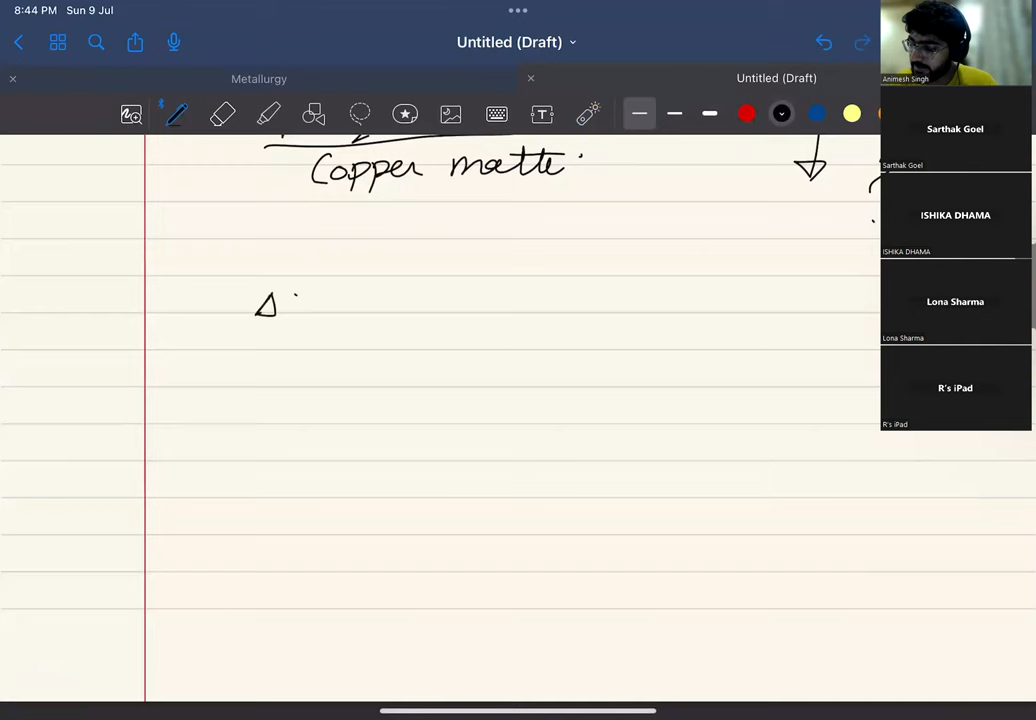 8:44 PM Sun 9 Jul
Untitled (Draft)
Metallurgy
Untitled (Draft)
Copper matte
Δ
Animesh Singh
Sarthak Goel
Sarthak Goel
ISHIKA DHAMA
ISHIKA DHAMA
Lona Sharma
Lona Sharma
R's iPad
R's iPad